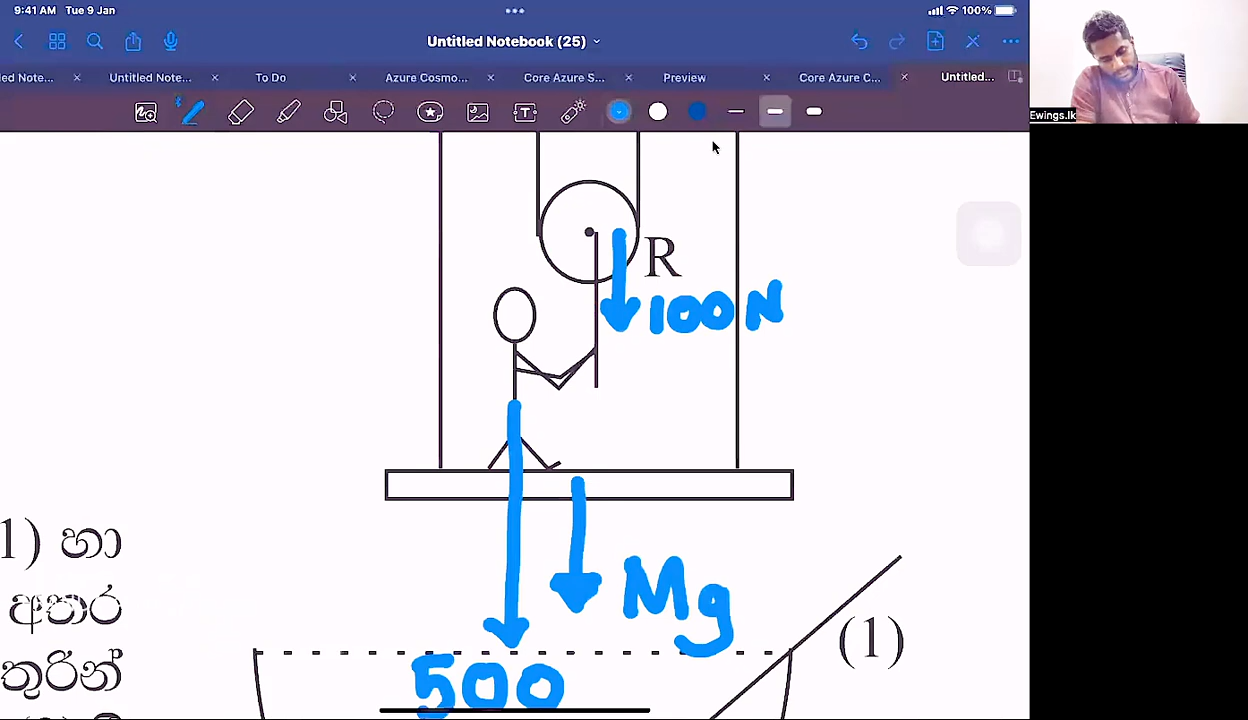 9:41 AM Tue 9 Jan
100%
Untitled Notebook (25)
led Note...
Untitled Note...
To Do
Azure Cosmo...
Core Azure S...
Preview
Core Azure C...
Untitled...
Ewings.lk
R
100N
1) හා
අතර
Mg
(1)
තුරින්
500